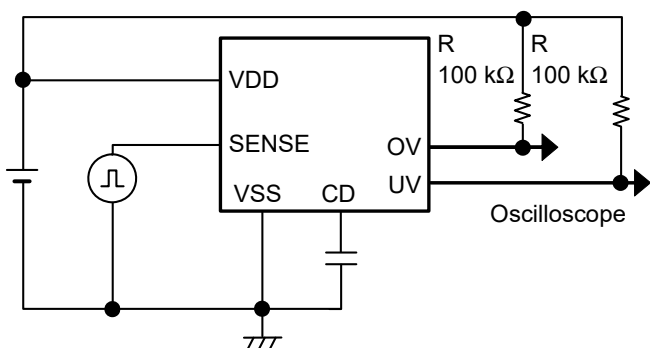 R R
100 kΩ 100 kΩ
VDD
SENSE
OV
UV
VSS CD
Oscilloscope